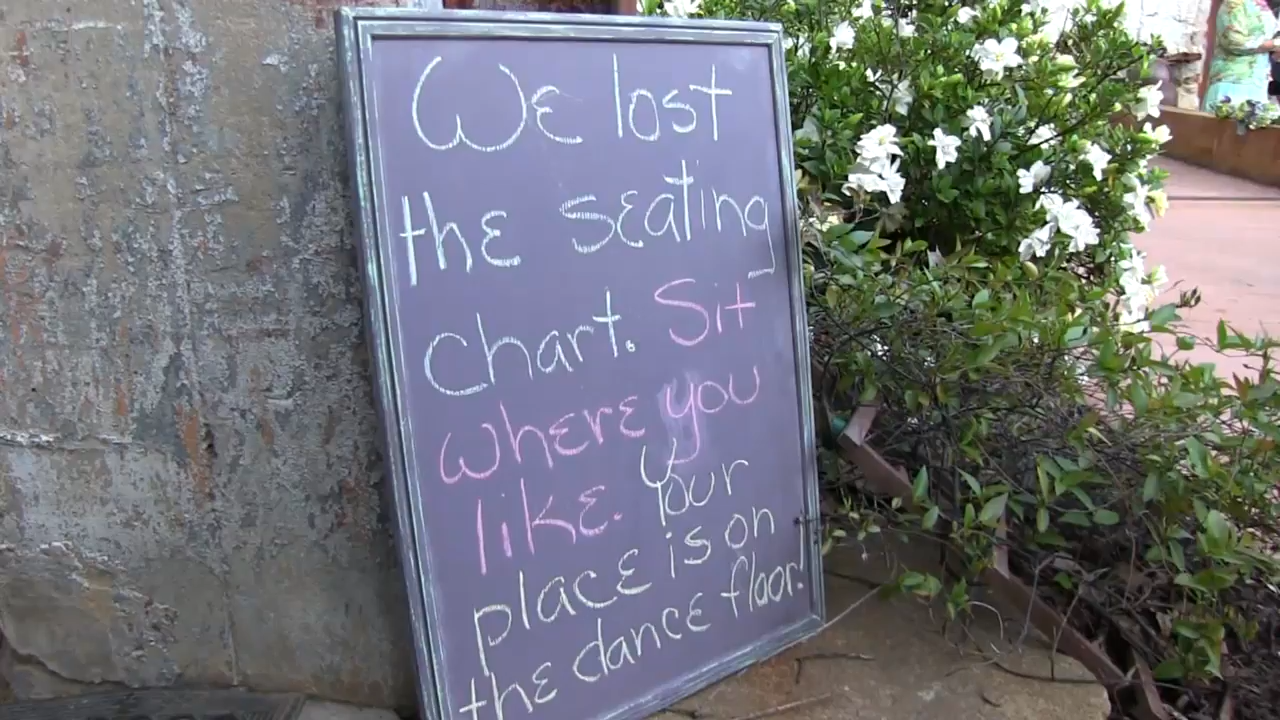 We lost
the seating
Chart. Sit
where you
like. Your
place is on
the dance floor!